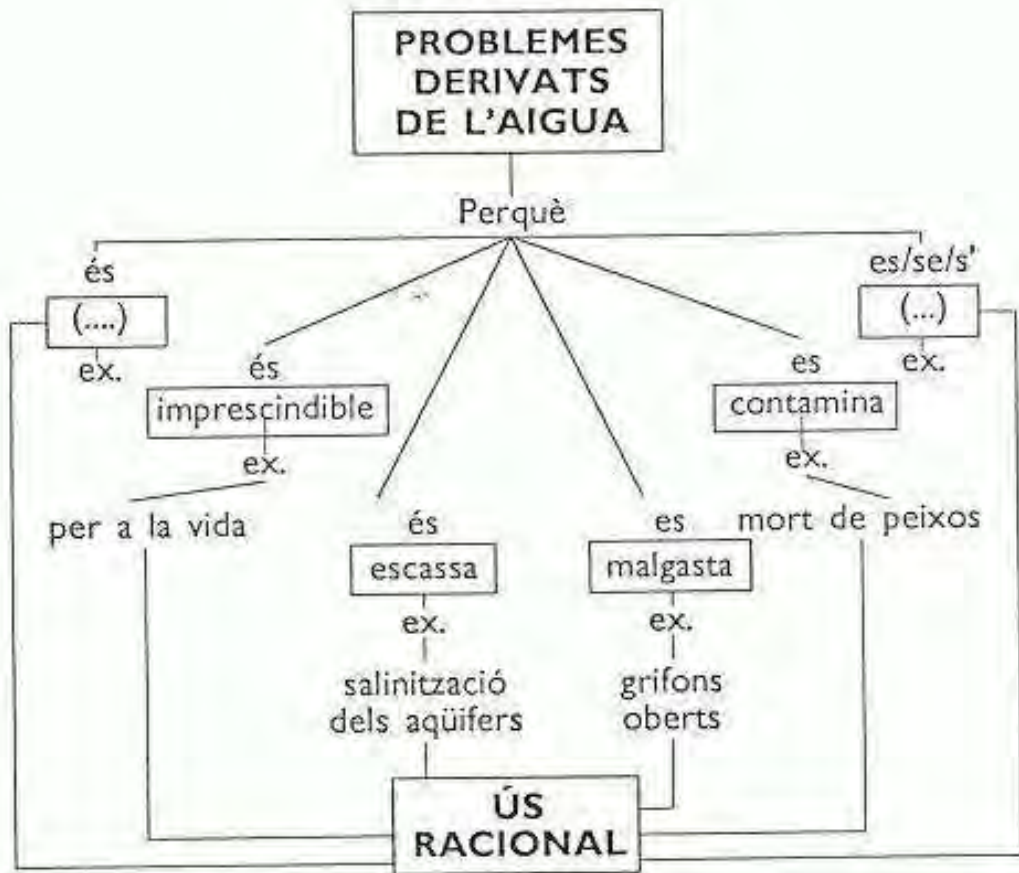 PROBLEMES
DERIVATS
DE L'AIGUA
Perquè
és
(....)
ex.
és
imprescindible
ex.
per a la vida
és
escassa
ex.
salinització
dels aqüífers
es
malgasta
ex.
grifons
oberts
es
contamina
ex.
mort de peixos
es/se/s'
(...)
ex.
ÚS
RACIONAL